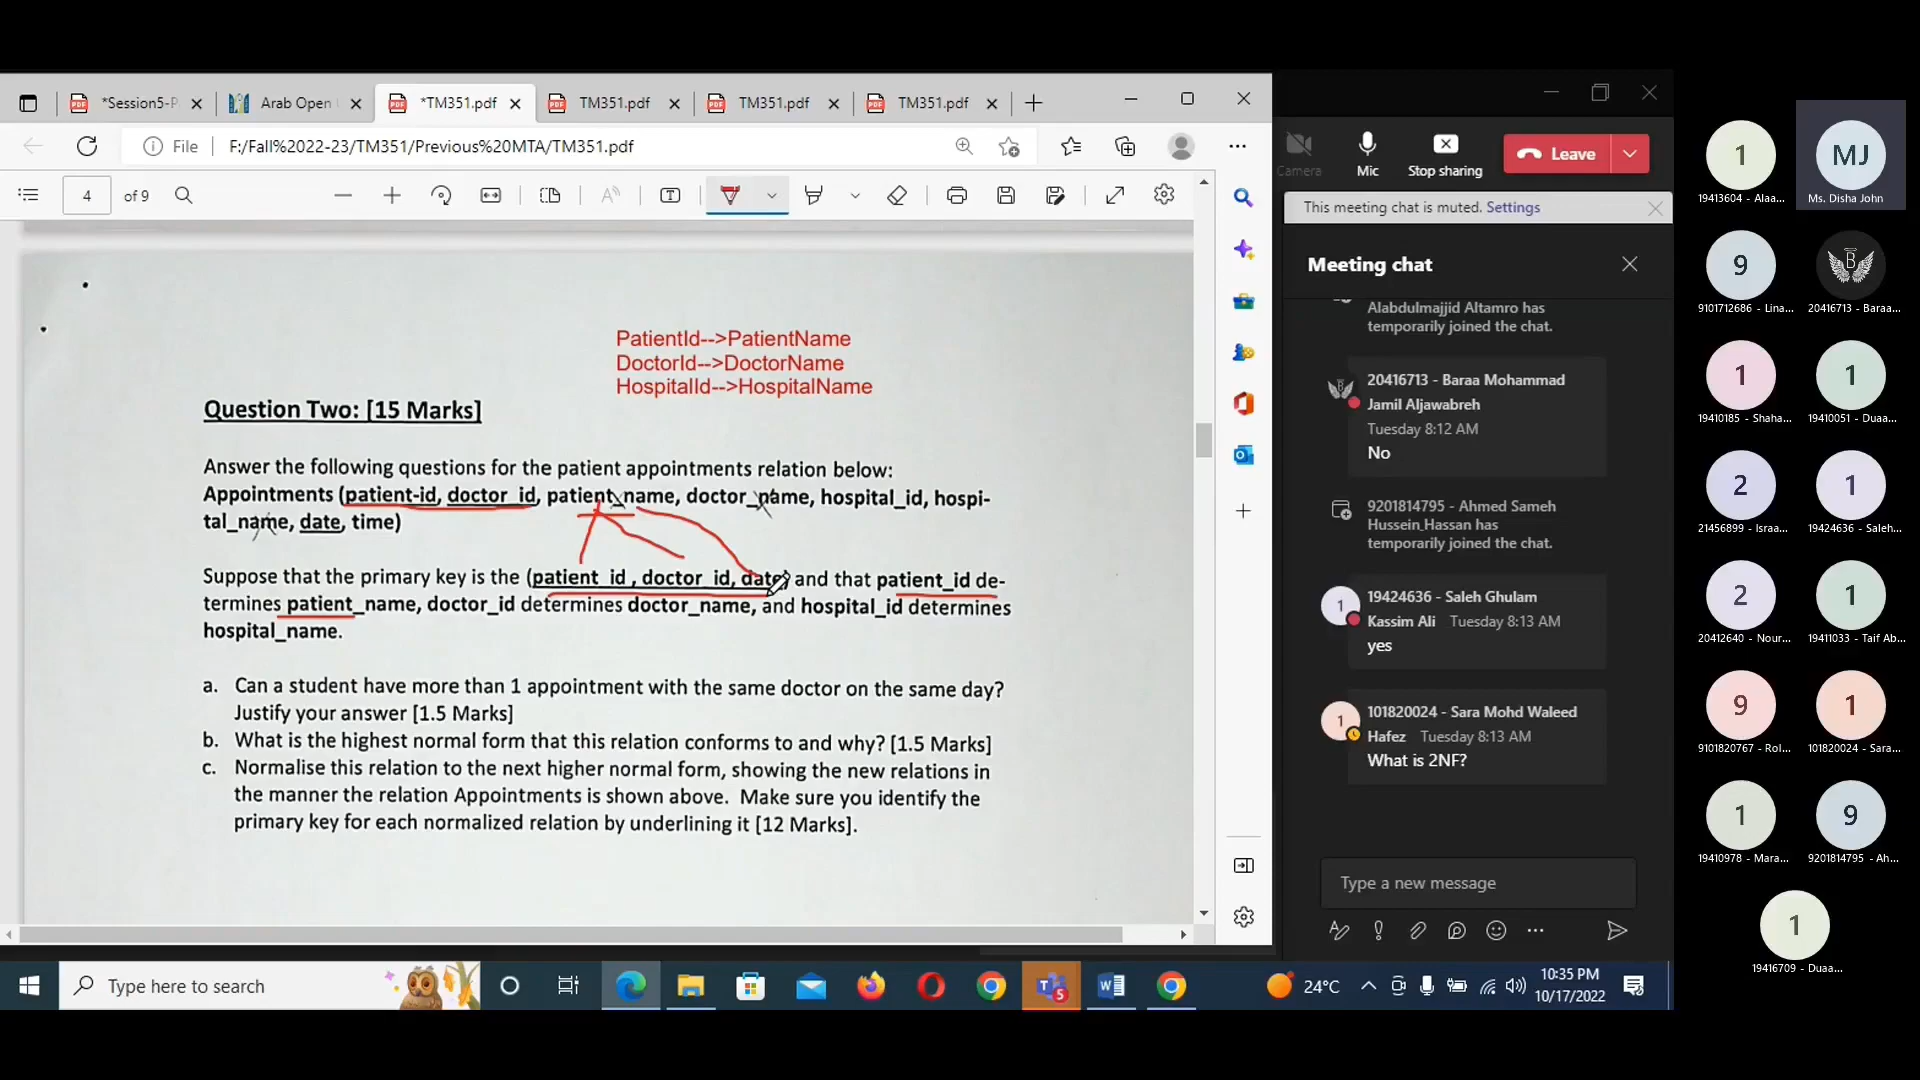 *Session5-P
Arab Open
*TM351.pdf
TM351.pdf
TM351.pdf
TM351.pdf
File
F:/Fall%2022-23/TM351/Previous%20MTA/TM351.pdf
4 of 9
PatientId-->PatientName
DoctorId-->DoctorName
HospitalId-->HospitalName
Question Two: [15 Marks]
Answer the following questions for the patient appointments relation below:
Appointments (patient-id, doctor_id, patient_name, doctor_name, hospital_id, hospi-
tal_name, date, time)
Suppose that the primary key is the (patient_id , doctor_id, date) and that patient_id de-
termines patient_name, doctor_id determines doctor_name, and hospital_id determines
hospital_name.
a. Can a student have more than 1 appointment with the same doctor on the same day?
Justify your answer [1.5 Marks]
b. What is the highest normal form that this relation conforms to and why? [1.5 Marks]
c. Normalise this relation to the next higher normal form, showing the new relations in
the manner the relation Appointments is shown above. Make sure you identify the
primary key for each normalized relation by underlining it [12 Marks].
Camera
Mic
Stop sharing
Leave
This meeting chat is muted. Settings
Meeting chat
Alabdulmajjid Altamro has
temporarily joined the chat.
20416713 - Baraa Mohammad
Jamil Aljawabreh
Tuesday 8:12 AM
No
9201814795 - Ahmed Sameh
Hussein Hassan has
temporarily joined the chat.
1
19424636 - Saleh Ghulam
Kassim Ali Tuesday 8:13 AM
yes
1
101820024 - Sara Mohd Waleed
Hafez Tuesday 8:13 AM
What is 2NF?
Type a new message
1
19413604 - Alaa...
MJ
Ms. Disha John
9
9101712686 - Lina...
B
20416713 - Baraa...
1
19410185 - Shaha...
1
19410051 - Duaa...
2
21456899 - Israa...
1
19424636 - Saleh...
2
20412640 - Nour...
1
19411033 - Taif Ab...
9
9101820767 - Rol...
1
101820024 - Sara...
1
19410978 - Mara...
9
9201814795 - Ah...
1
19416709 - Duaa...
Type here to search
5
24°C
10:35 PM
10/17/2022